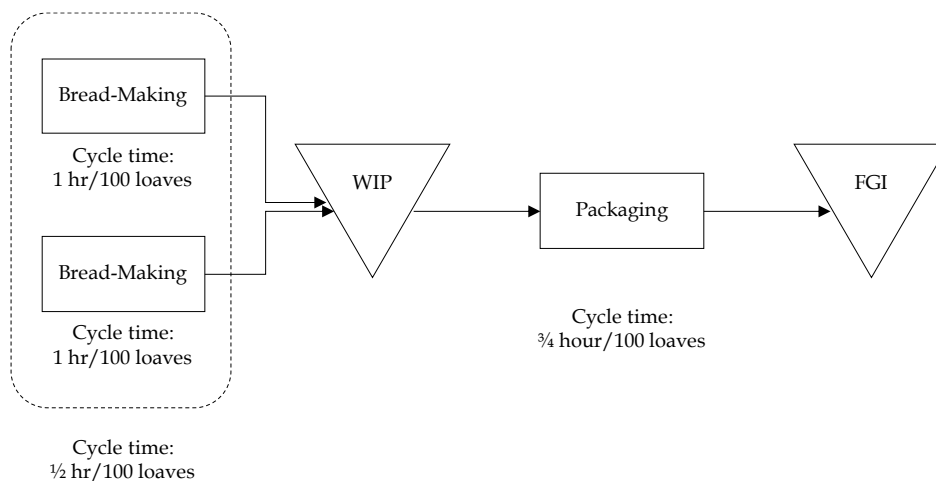 Bread-Making
Cycle time:
1 hr/100 loaves
Bread-Making
Cycle time:
1 hr/100 loaves
Cycle time:
½ hr/100 loaves
WIP
Packaging
Cycle time:
¾ hour/100 loaves
FGI